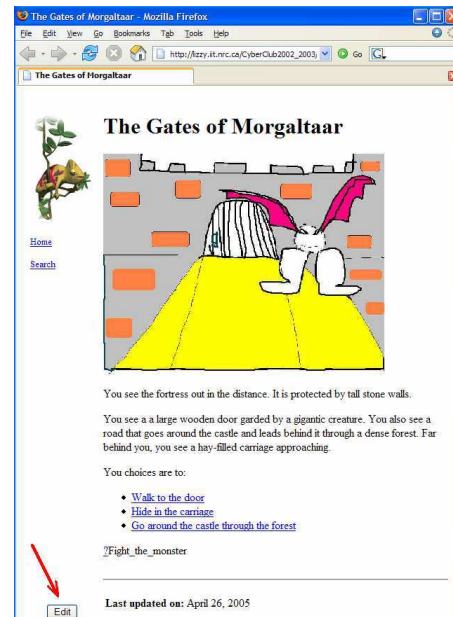 The Gates of Morgaltaar - Mozilla Firefox
File Edit View Go Bookmarks Tab Tools Help
http://lizzy.iit.nrc.ca/CyberClub2002_2003/ Go
The Gates of Morgaltaar
The Gates of Morgaltaar
Home
Search
You see the fortress out in the distance. It is protected by tall stone walls.
You see a a large wooden door garded by a gigantic creature. You also see a
road that goes around the castle and leads behind it through a dense forest. Far
behind you, you see a hay-filled carriage approaching.
You choices are to:
Walk to the door
Hide in the carriage
Go around the castle through the forest
?Fight_the_monster
Edit
Last updated on: April 26, 2005